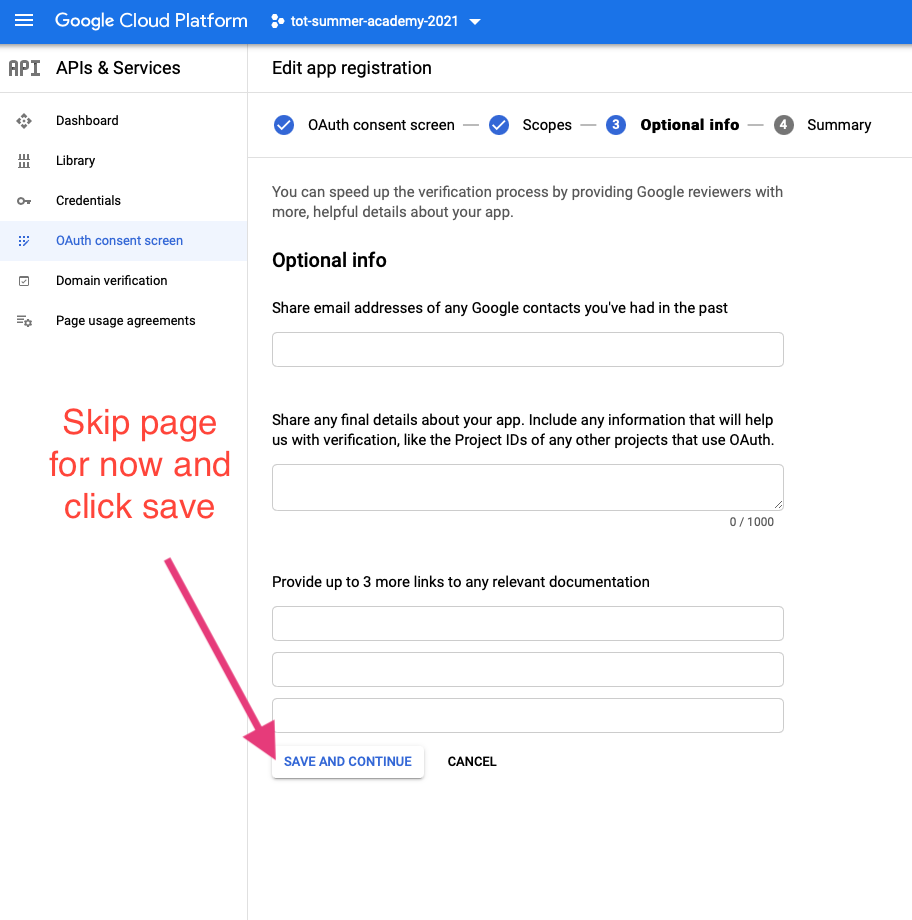 Google Cloud Platform
tot-summer-academy-2021
API
APIs & Services
Edit app registration
Dashboard
Library
Credentials
OAuth consent screen
Domain verification
Page usage agreements
OAuth consent screen
Scopes
3
Optional info
4
Summary
You can speed up the verification process by providing Google reviewers with
more, helpful details about your app.
Optional info
Share email addresses of any Google contacts you've had in the past
Share any final details about your app. Include any information that will help
us with verification, like the Project IDs of any other projects that use OAuth.
0 / 1000
Provide up to 3 more links to any relevant documentation
Skip page
for now and
click save
SAVE AND CONTINUE
CANCEL